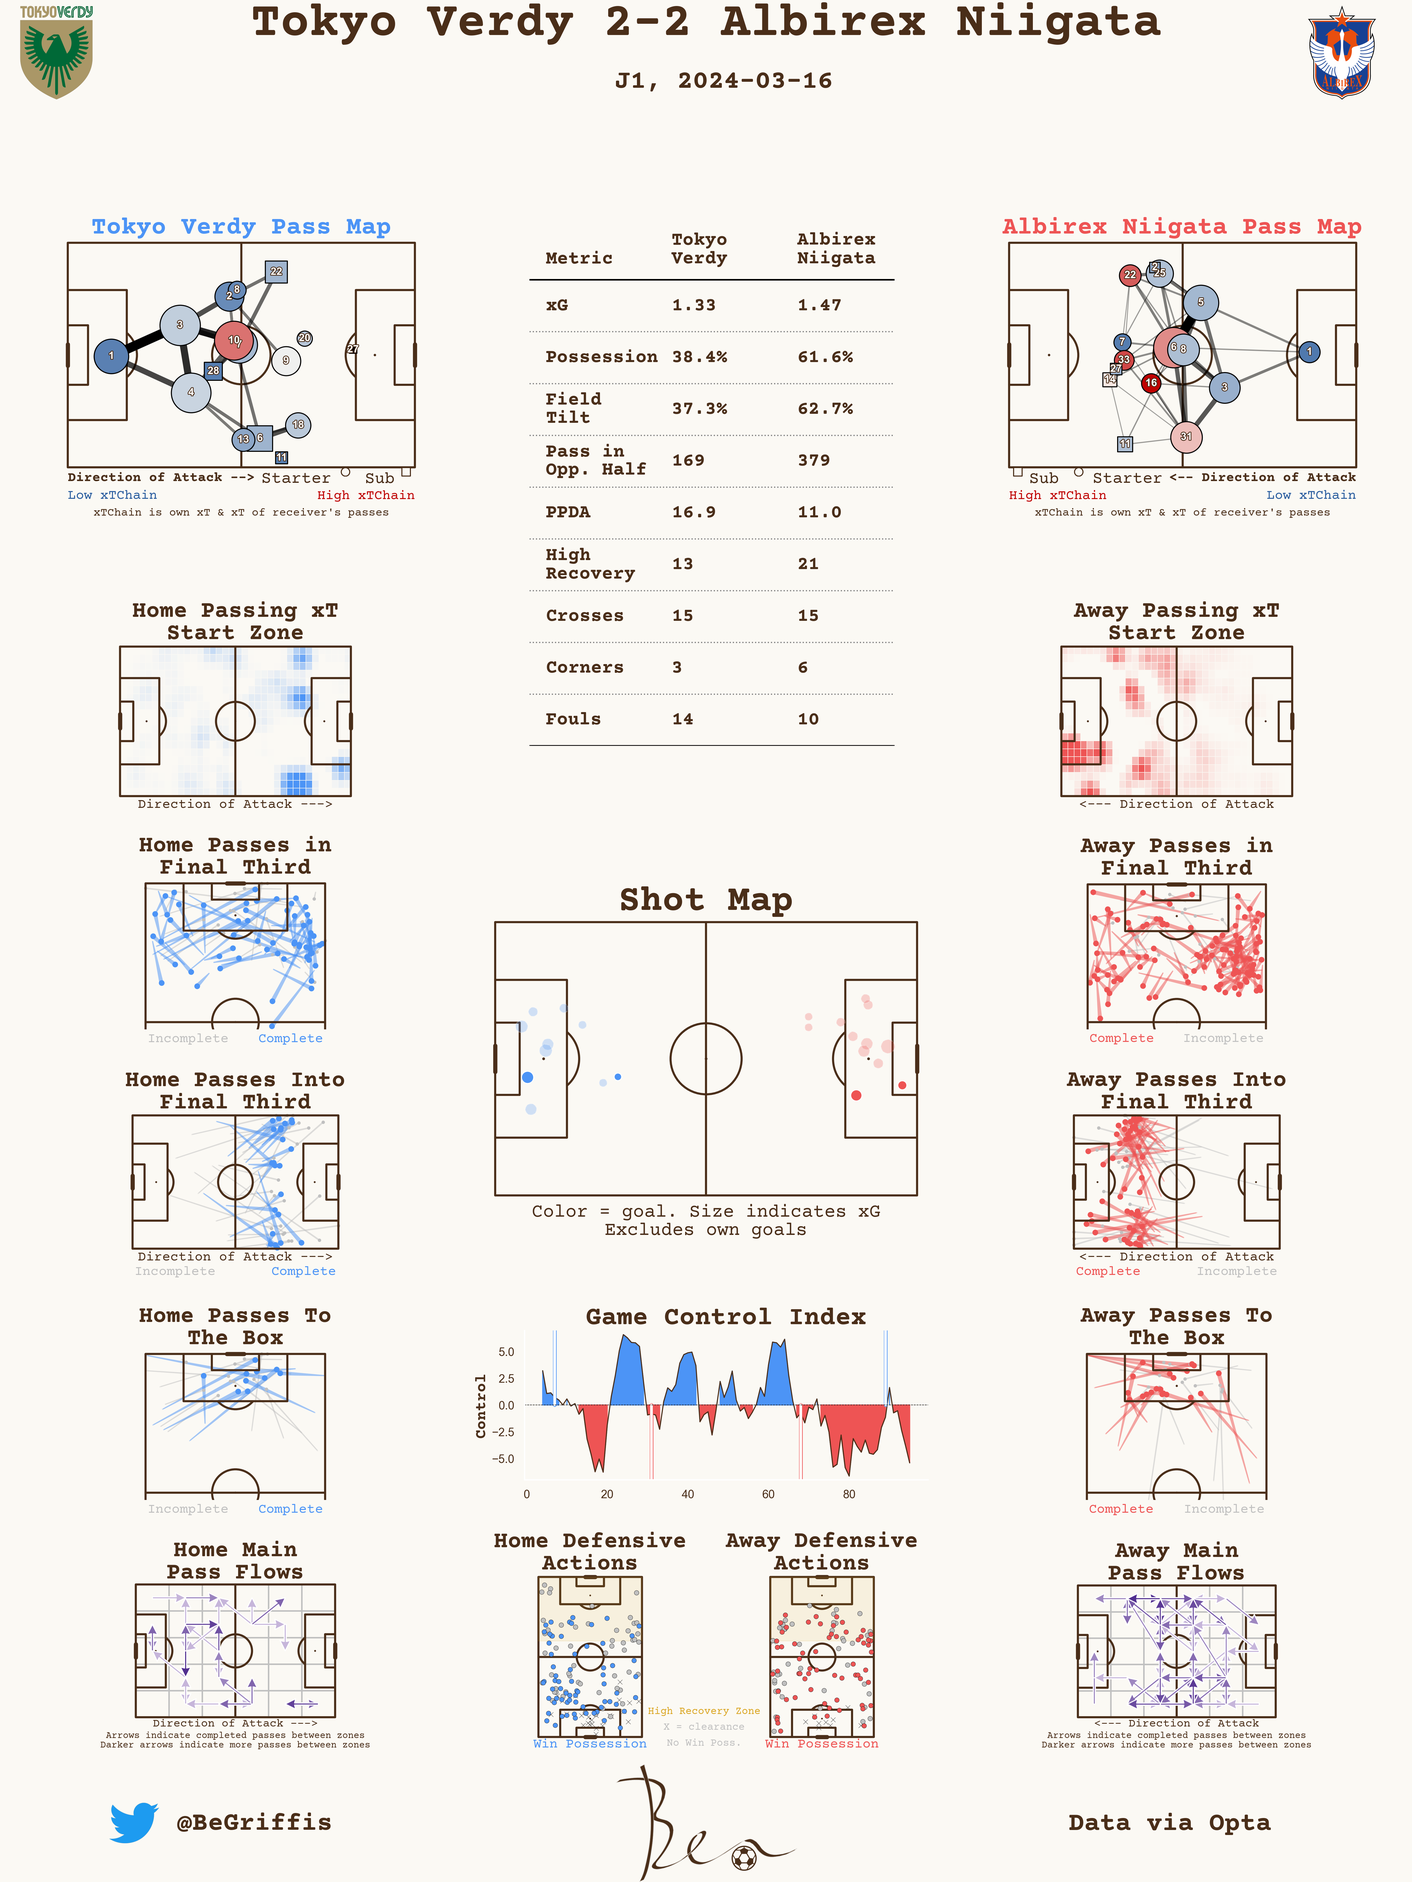 TOKYOVERDY
Tokyo Verdy 2-2 Albirex Niigata
J1, 2024-03-16
ALBIREX
Tokyo Verdy Pass Map
22
8
2
3
10
7
20
27
1
9
28
4
18
13
6
11
Direction of Attack --> Starter Sub
Low xTChain High xTChain
xTChain is own xT & xT of receiver's passes
Metric Tokyo Verdy Albirex Niigata
xG 1.33 1.47
Possession 38.4% 61.6%
Field Tilt 37.3% 62.7%
Pass in Opp. Half 169 379
PPDA 16.9 11.0
High Recovery 13 21
Crosses 15 15
Corners 3 6
Fouls 14 10
Albirex Niigata Pass Map
22
25
5
7
6
8
1
33
27
14
16
3
31
11
Sub Starter <-- Direction of Attack
High xTChain Low xTChain
xTChain is own xT & xT of receiver's passes
Home Passing xT
Start Zone
Direction of Attack --->
Away Passing xT
Start Zone
<--- Direction of Attack
Home Passes in
Final Third
Incomplete Complete
Away Passes in
Final Third
Complete Incomplete
Shot Map
Color = goal. Size indicates xG
Excludes own goals
Home Passes Into
Final Third
Direction of Attack --->
Incomplete Complete
Away Passes Into
Final Third
<--- Direction of Attack
Complete Incomplete
Home Passes To
The Box
Incomplete Complete
Game Control Index
Control
5.0
2.5
0.0
−2.5
−5.0
0 20 40 60 80
Away Passes To
The Box
Complete Incomplete
Home Main
Pass Flows
Direction of Attack --->
Arrows indicate completed passes between zones
Darker arrows indicate more passes between zones
Home Defensive
Actions
Win Possession
High Recovery Zone
X = clearance
No Win Poss.
Away Defensive
Actions
Win Possession
Away Main
Pass Flows
<--- Direction of Attack
Arrows indicate completed passes between zones
Darker arrows indicate more passes between zones
@BeGriffis
Ben
Data via Opta